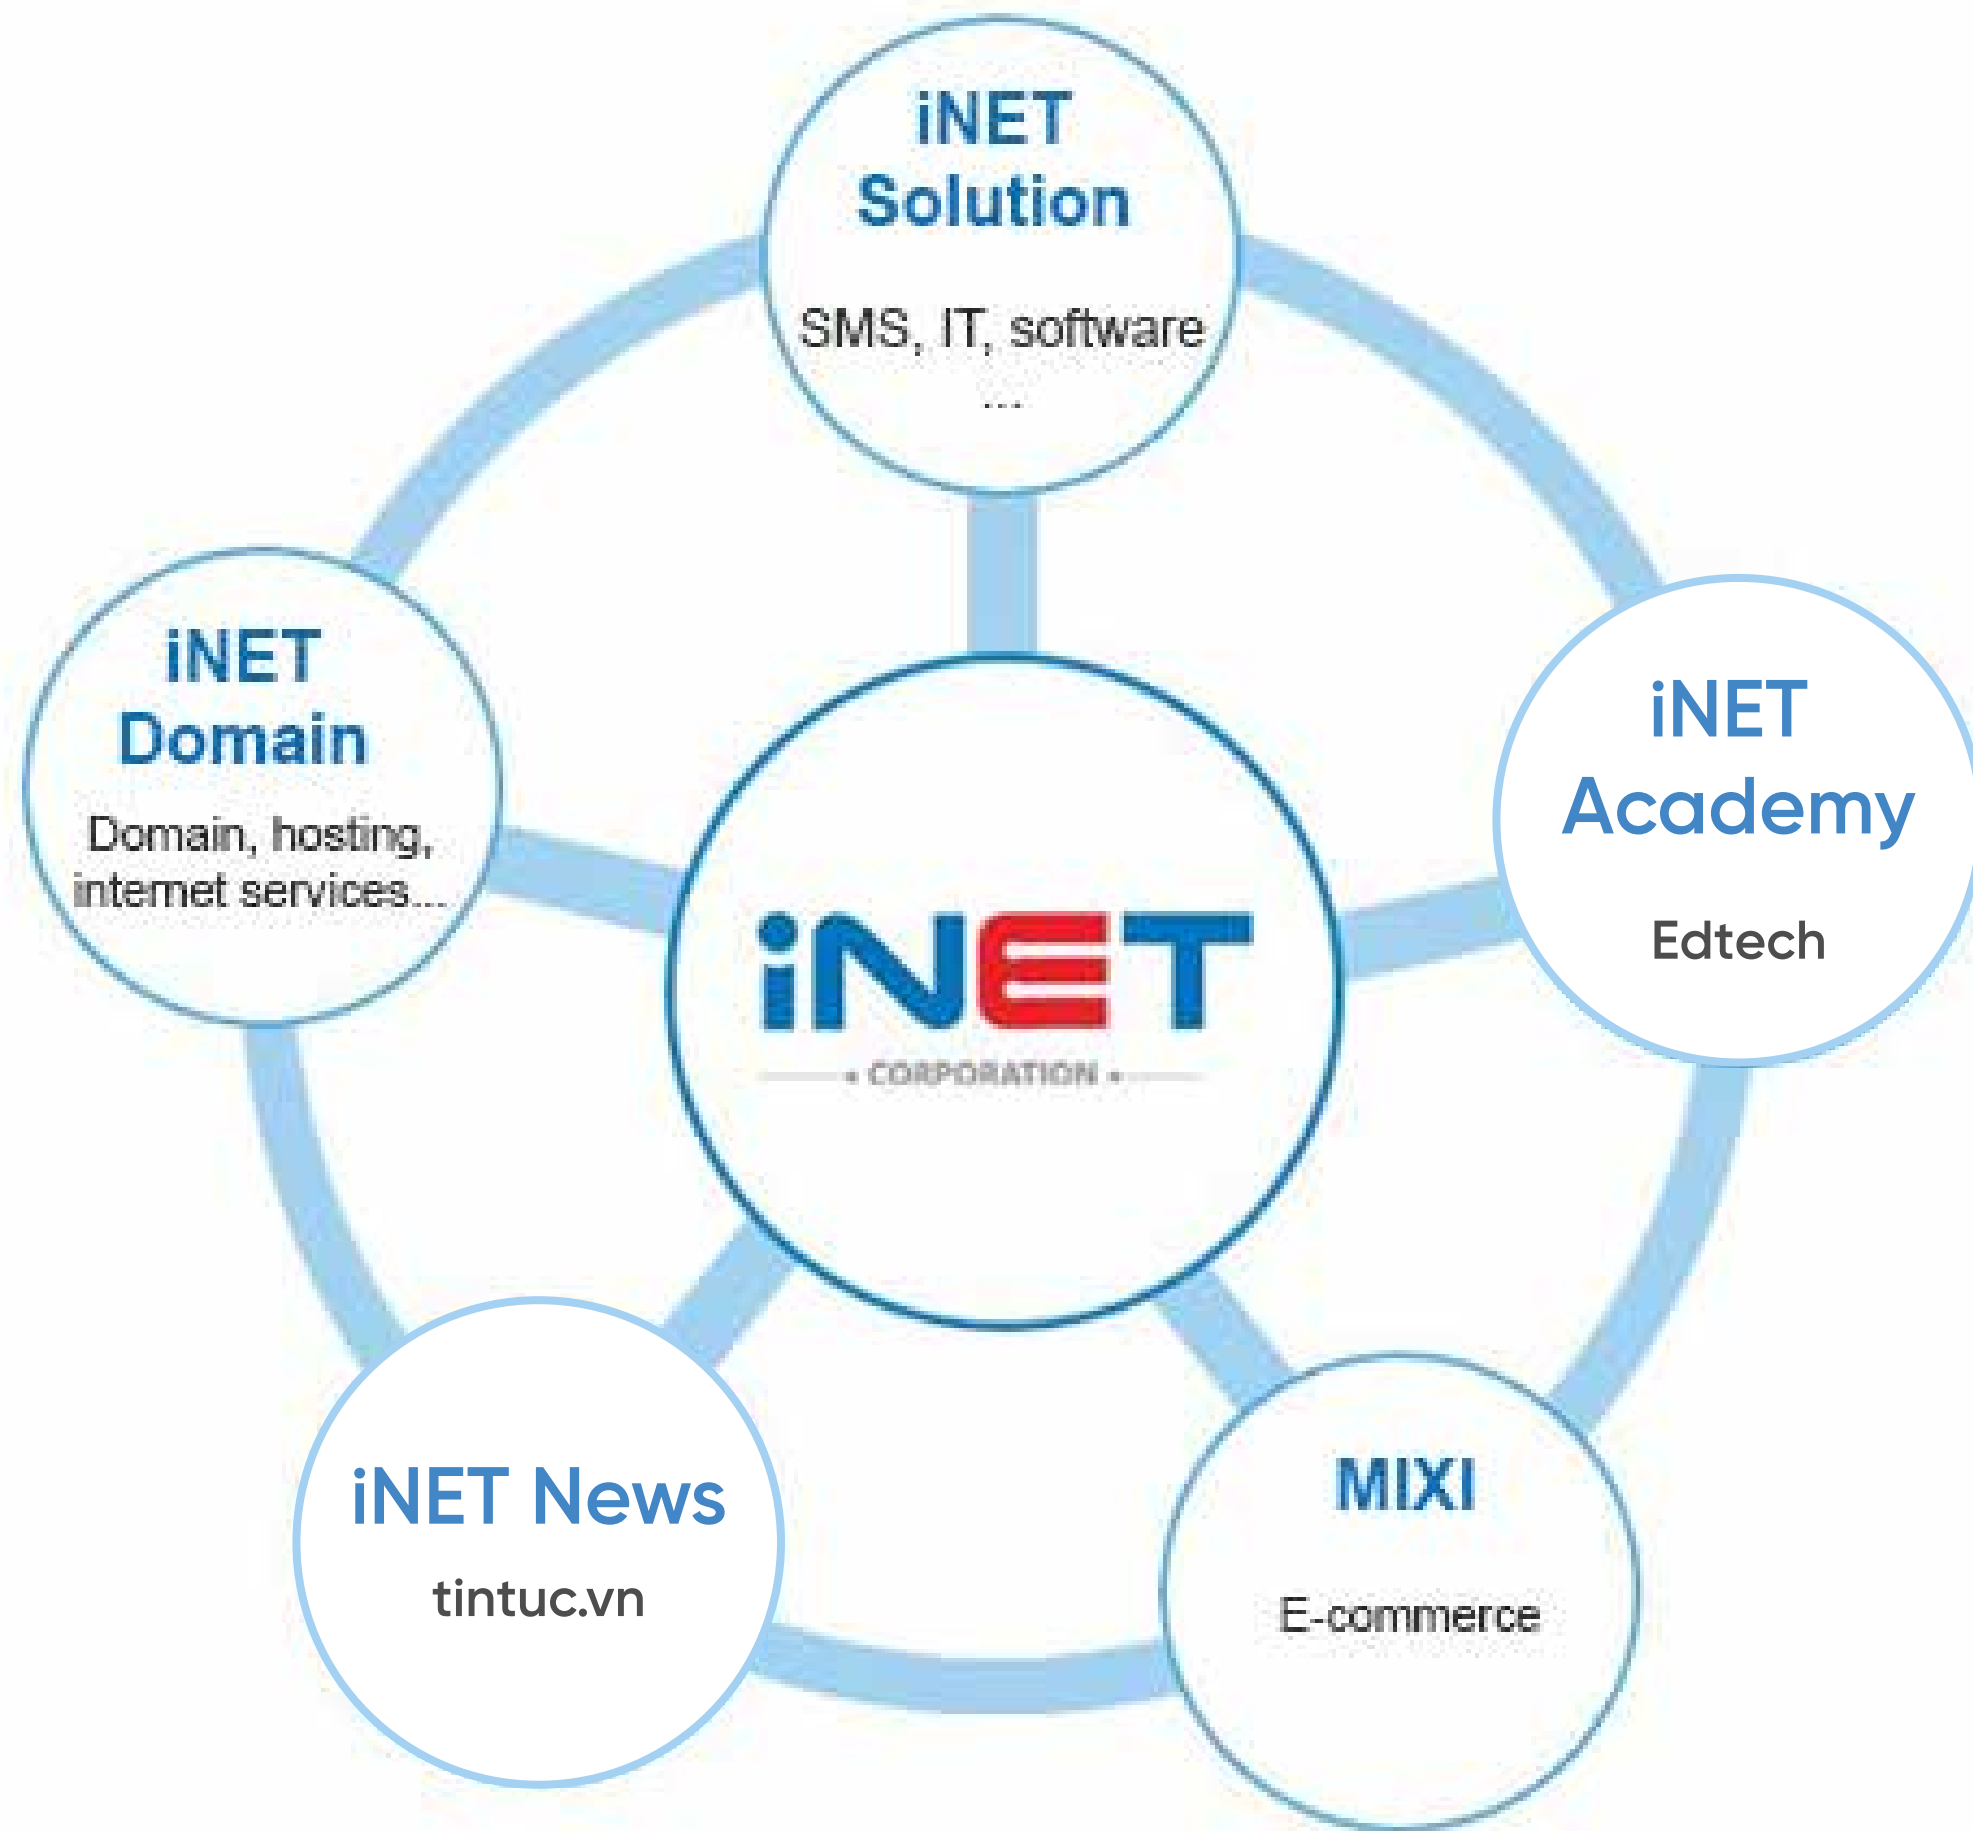 iNET
Solution
SMS, IT, software
...
iNET
Domain
Domain, hosting,
internet services...
iNET
Academy
Edtech
iNET
• CORPORATION •
iNET News
tintuc.vn
MIXI
E-commerce